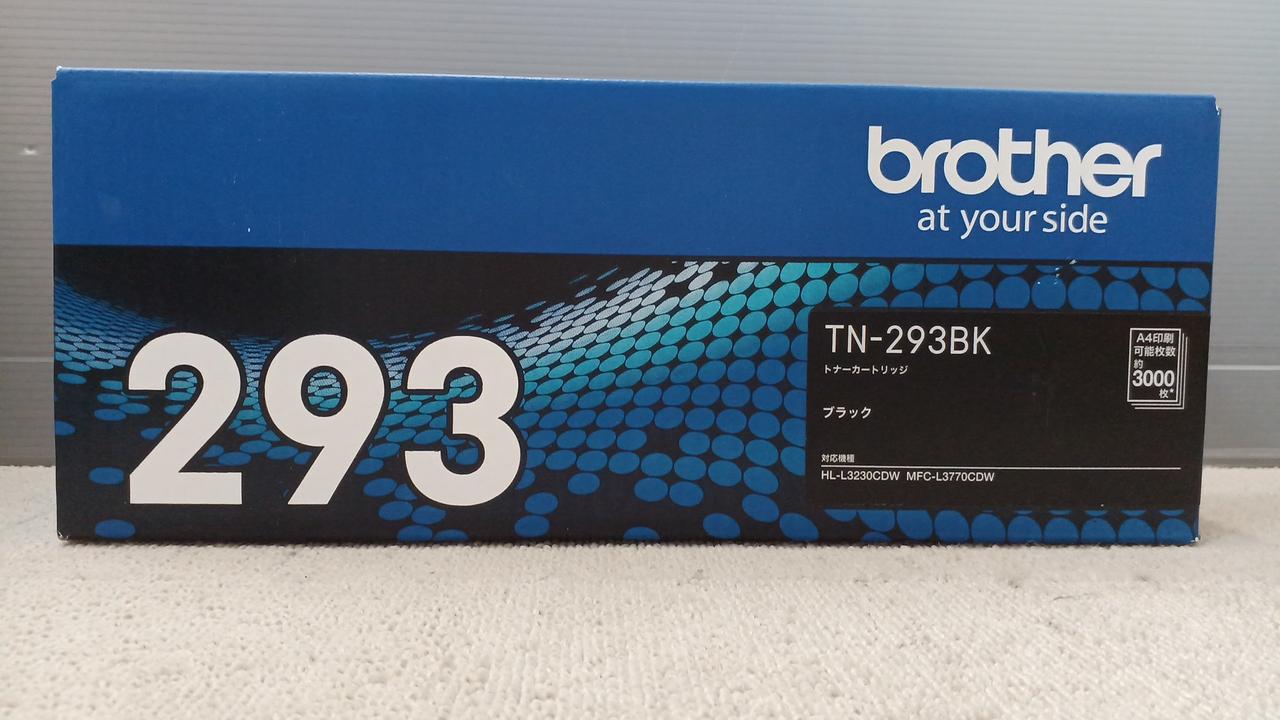 brother
at your side
293
TN-293BK
トナーカートリッジ
ブラック
A4印刷
可能枚数
約
3000
枚*
対応機種
HL-L3230CDW MFC-L3770CDW